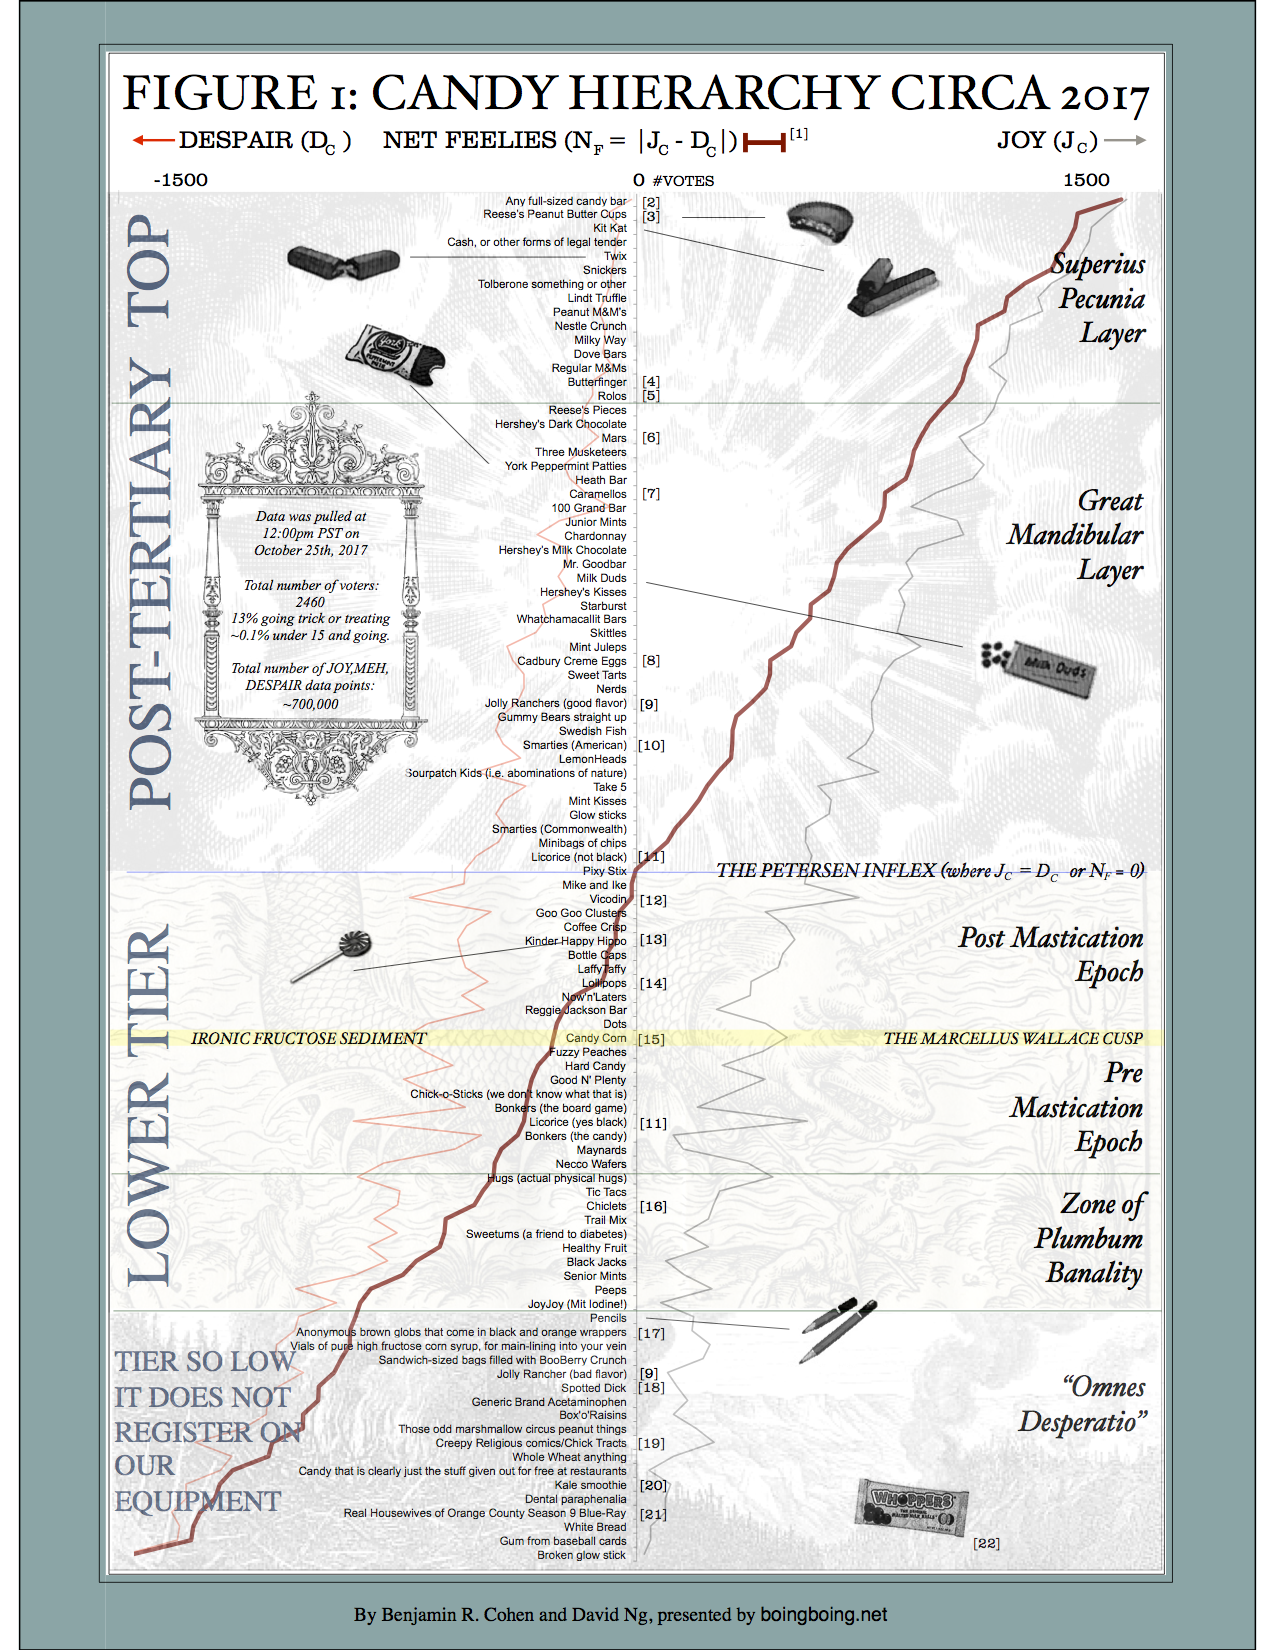 FIGURE 1: CANDY HIERARCHY CIRCA 2017
DESPAIR (DC) NET FEELIES (NF = |JC - DC|) [1] JOY (JC)
-1500 0 #VOTES 1500
POST-TERTIARY TOP
Any full-sized candy bar [2]
Reese's Peanut Butter Cups [3]
Kit Kat
Cash, or other forms of legal tender
Twix
Snickers
Tolberone something or other
Lindt Truffle
Peanut M&M's
Nestle Crunch
Milky Way
Dove Bars
Regular M&Ms
Butterfinger [4]
Rolos [5]
Superius
Pecunia
Layer
York
PEPPERMINT
Reese's Pieces
Hershey's Dark Chocolate
Mars [6]
Three Musketeers
York Peppermint Patties
Heath Bar
Caramellos [7]
100 Grand Bar
Junior Mints
Chardonnay
Hershey's Milk Chocolate
Mr. Goodbar
Milk Duds
Hershey's Kisses
Starburst
Whatchamacallit Bars
Skittles
Mint Juleps
Cadbury Creme Eggs [8]
Sweet Tarts
Nerds
Jolly Ranchers (good flavor) [9]
Gummy Bears straight up
Swedish Fish
Smarties (American) [10]
LemonHeads
Sourpatch Kids (i.e. abominations of nature)
Take 5
Mint Kisses
Glow sticks
Smarties (Commonwealth)
Minibags of chips
Licorice (not black) [11]
Great
Mandibular
Layer
Milk Duds
Data was pulled at
12:00pm PST on
October 25th, 2017
Total number of voters:
2460
13% going trick or treating
~0.1% under 15 and going.
Total number of JOY,MEH,
DESPAIR data points:
~700,000
Pixy Stix
THE PETERSEN INFLEX (where JC = DC or NF = 0)
LOWER TIER
Mike and Ike
Vicodin [12]
Goo Goo Clusters
Coffee Crisp
Kinder Happy Hippo [13]
Bottle Caps
LaffyTaffy
Lollipops [14]
Now'n'Laters
Reggie Jackson Bar
Dots
Post Mastication
Epoch
IRONIC FRUCTOSE SEDIMENT Candy Corn [15] THE MARCELLUS WALLACE CUSP
Fuzzy Peaches
Hard Candy
Good N' Plenty
Chick-o-Sticks (we don't know what that is)
Bonkers (the board game)
Licorice (yes black) [11]
Bonkers (the candy)
Maynards
Necco Wafers
Pre
Mastication
Epoch
Hugs (actual physical hugs)
Tic Tacs
Chiclets [16]
Trail Mix
Sweetums (a friend to diabetes)
Healthy Fruit
Black Jacks
Senior Mints
Peeps
JoyJoy (Mit Iodine!)
Zone of
Plumbum
Banality
Pencils
Anonymous brown globs that come in black and orange wrappers [17]
Vials of pure high fructose corn syrup, for main-lining into your vein
Sandwich-sized bags filled with BooBerry Crunch
Jolly Rancher (bad flavor) [9]
Spotted Dick [18]
Generic Brand Acetaminophen
Box'o'Raisins
Those odd marshmallow circus peanut things
Creepy Religious comics/Chick Tracts [19]
Whole Wheat anything
Candy that is clearly just the stuff given out for free at restaurants
Kale smoothie [20]
Dental paraphenalia
Real Housewives of Orange County Season 9 Blue-Ray [21]
White Bread
Gum from baseball cards
Broken glow stick
TIER SO LOW
IT DOES NOT
REGISTER ON
OUR
EQUIPMENT
"Omnes
Desperatio"
WHOPPERS
[22]
By Benjamin R. Cohen and David Ng, presented by boingboing.net